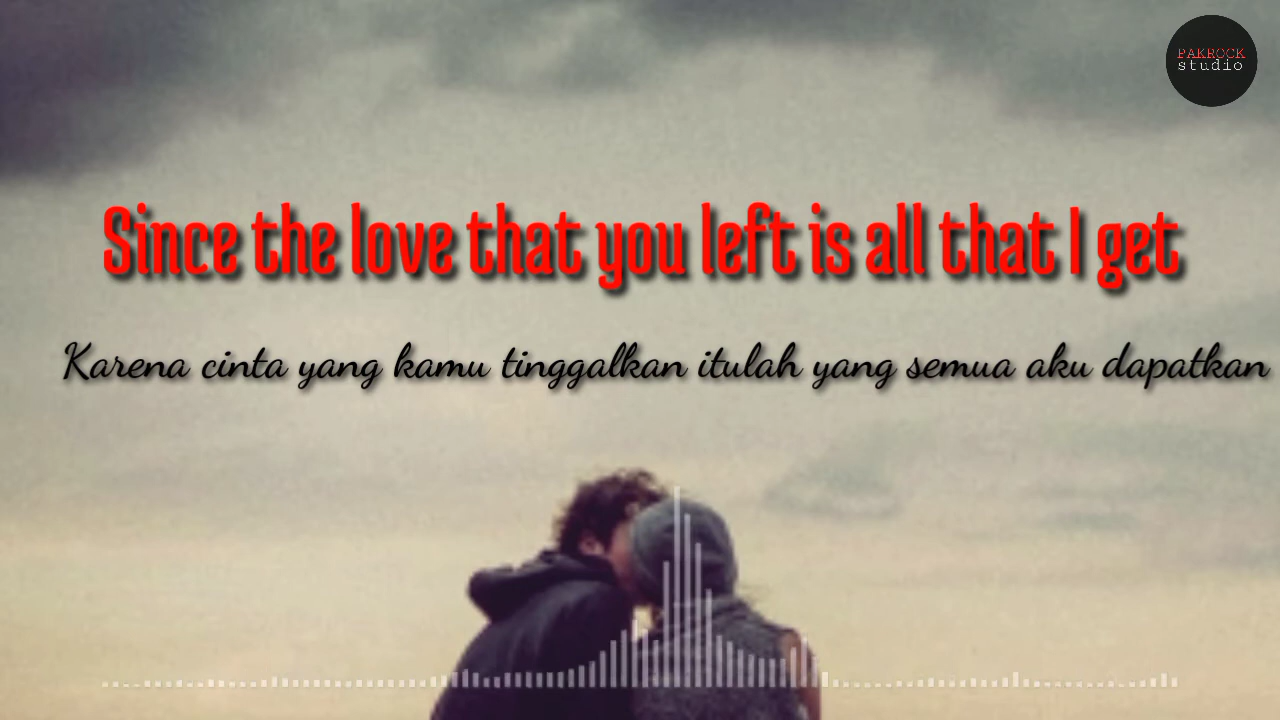 PAKROCK
studio
Since the love that you left is all that I get
Karena cinta yang kamu tinggalkan itulah yang semua aku dapatkan